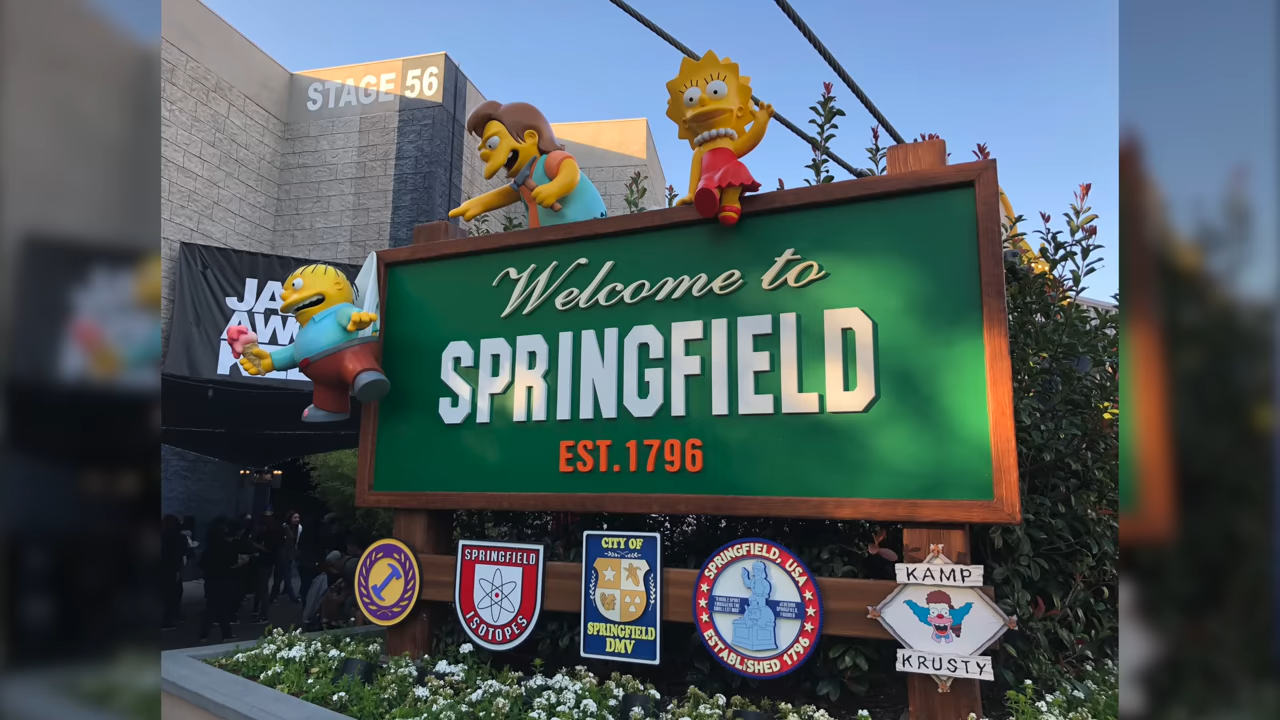 STAGE 56
Welcome to
SPRINGFIELD
EST.1796
SPRINGFIELD
ISOTOPES
CITY OF
SPRINGFIELD
DMV
SPRINGFIELD, USA
ESTABLISHED 1796
KAMP
KRUSTY